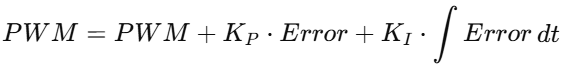 PWM = PWM + K_P · Error + K_I · ∫ Error dt